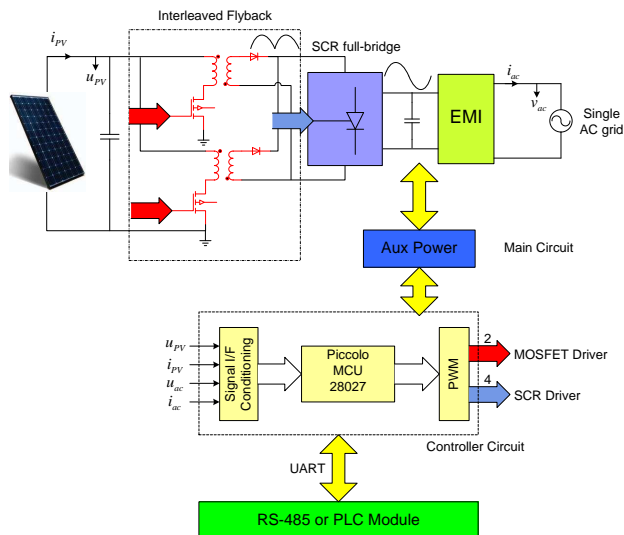 Interleaved Flyback
i_PV
u_PV
SCR full-bridge
i_ac
v_ac
EMI
Single
AC grid
Aux Power
Main Circuit
u_PV
i_PV
u_ac
i_ac
Signal I/F
Conditioning
Piccolo
MCU
28027
PWM
2
MOSFET Driver
4
SCR Driver
Controller Circuit
UART
RS-485 or PLC Module